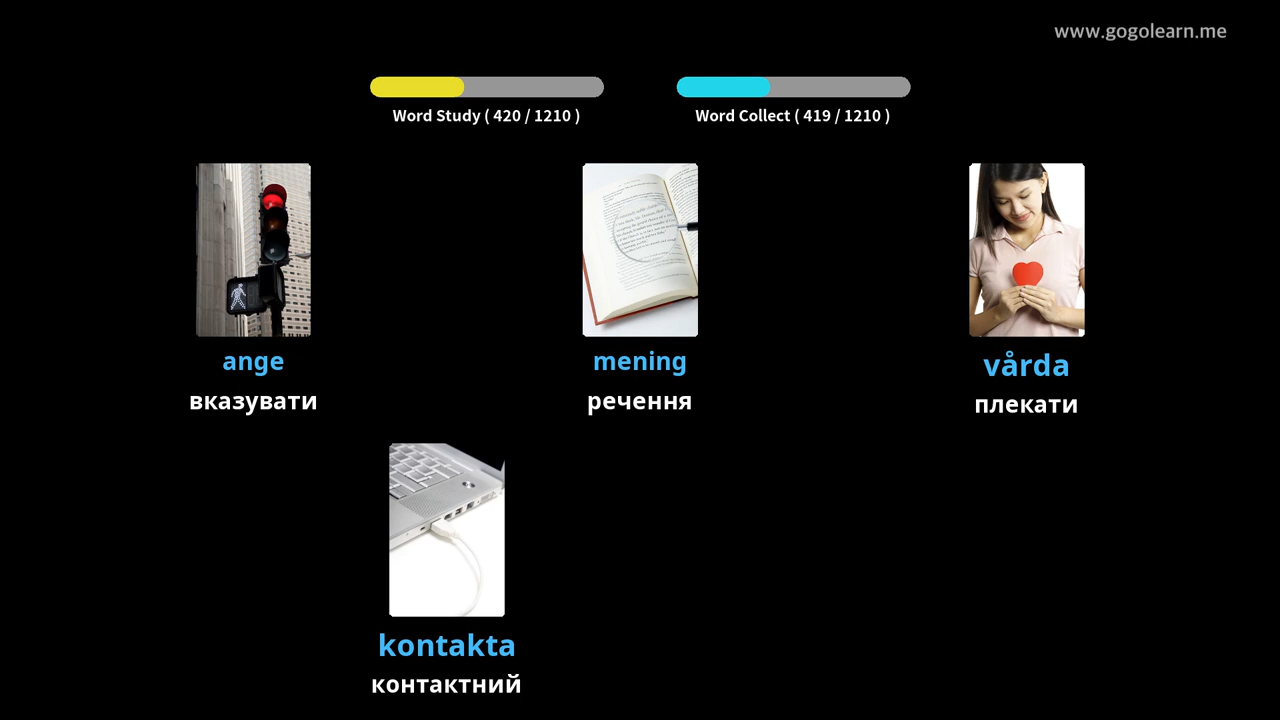 www.gogolearn.me
Word Study ( 420 / 1210 )
Word Collect ( 419 / 1210 )
ange
вказувати
mening
речення
vårda
плекати
kontakta
контактний